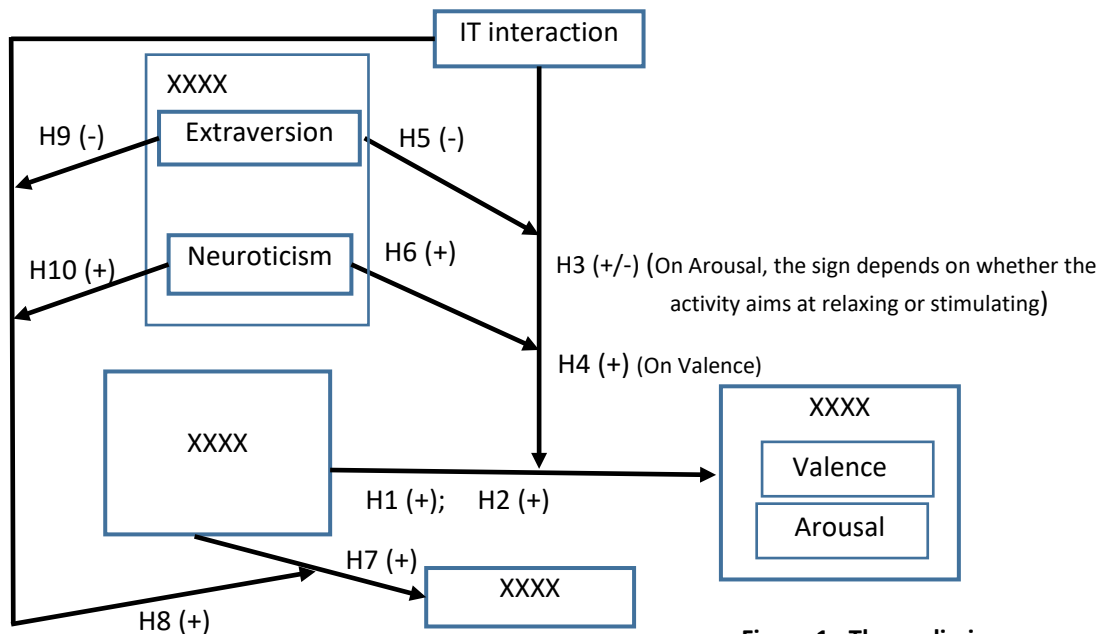 IT interaction
XXXX
Extraversion
H9 (-)
H5 (-)
Neuroticism
H10 (+)
H6 (+)
H3 (+/-) (On Arousal, the sign depends on whether the
activity aims at relaxing or stimulating)
H4 (+) (On Valence)
XXXX
XXXX
Valence
Arousal
H1 (+); H2 (+)
H7 (+)
XXXX
H8 (+)